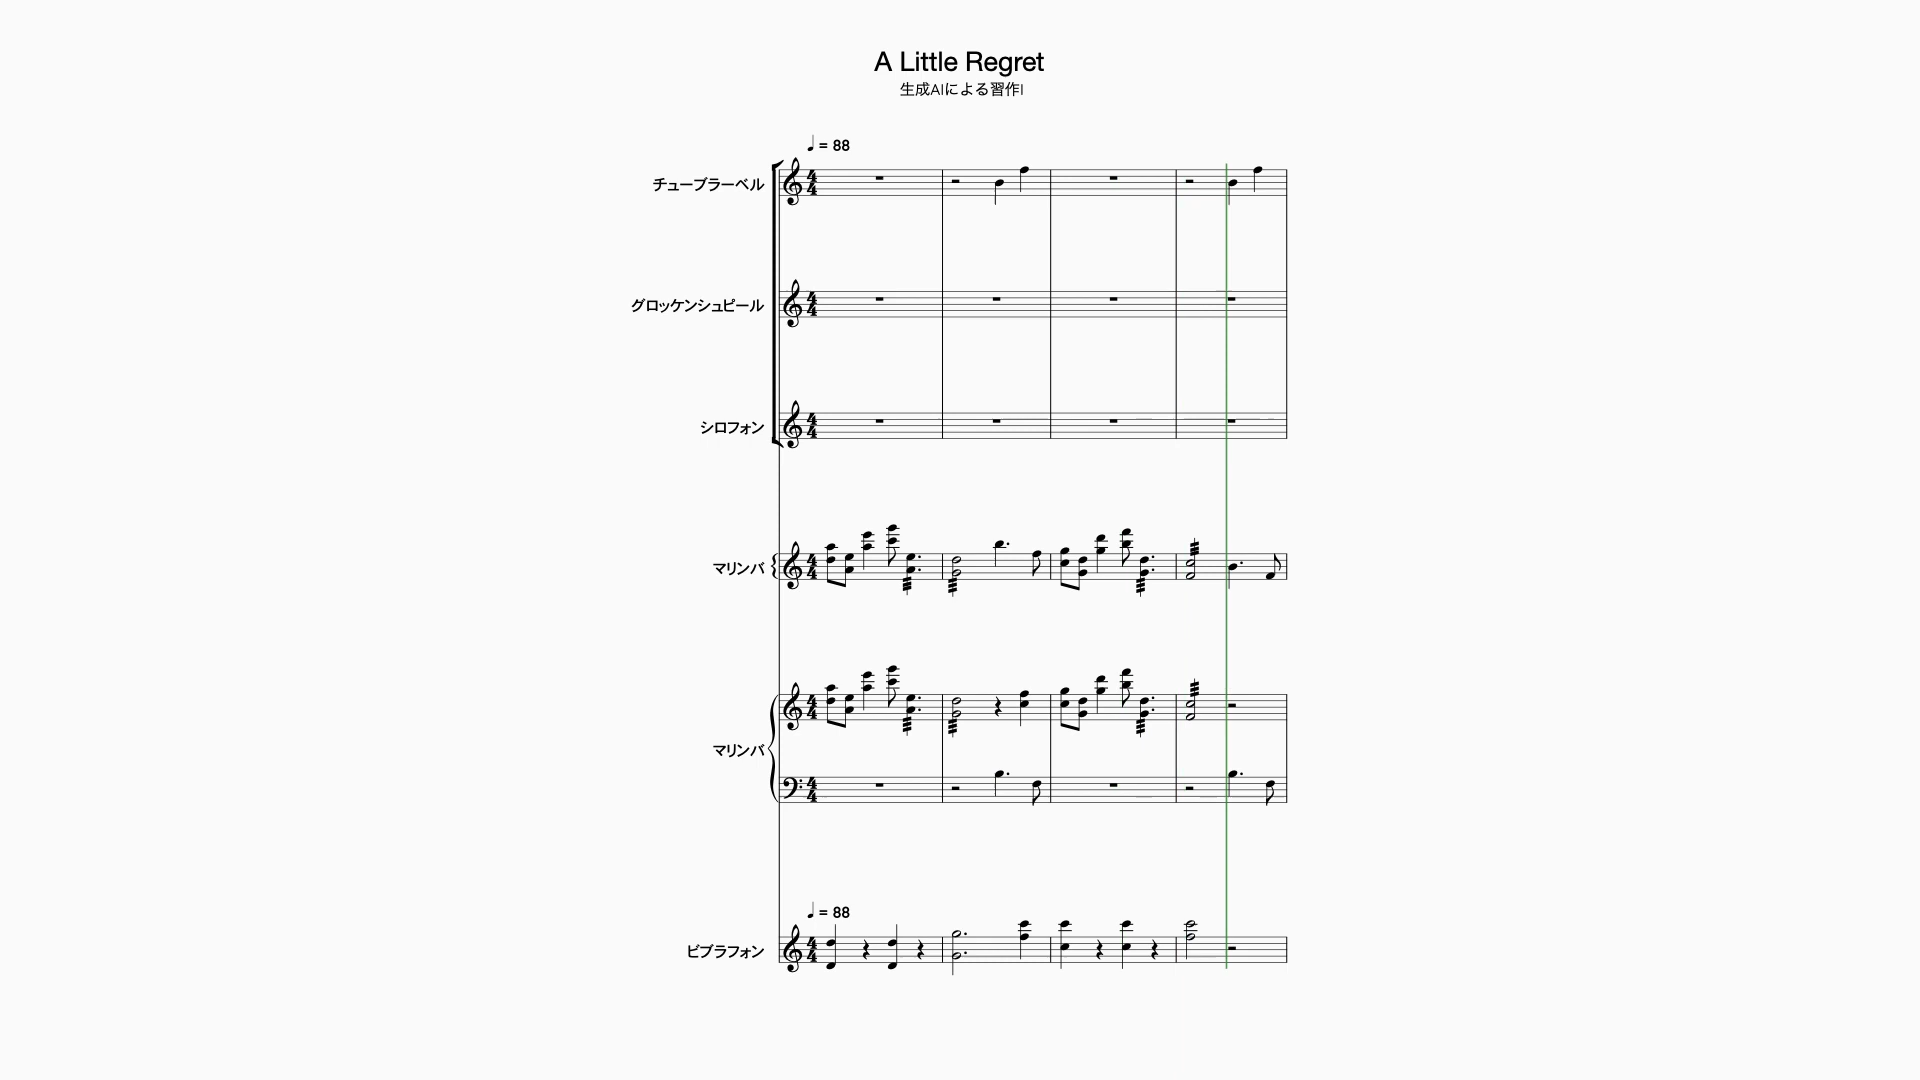 A Little Regret
生成AIによる習作I
♩ = 88
チューブラーベル
グロッケンシュピール
シロフォン
マリンバ
マリンバ
♩ = 88
ビブラフォン